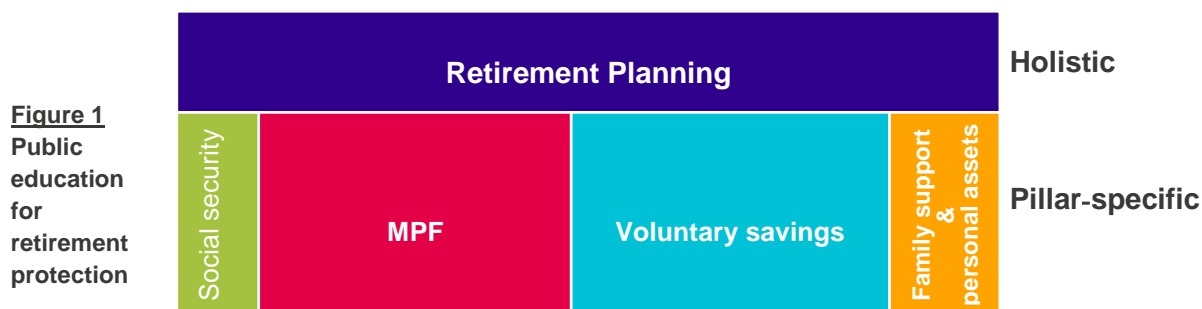 Retirement Planning
Holistic
Figure 1
Public
education
for
retirement
protection
Social security
MPF
Voluntary savings
Family support
&
personal assets
Pillar-specific